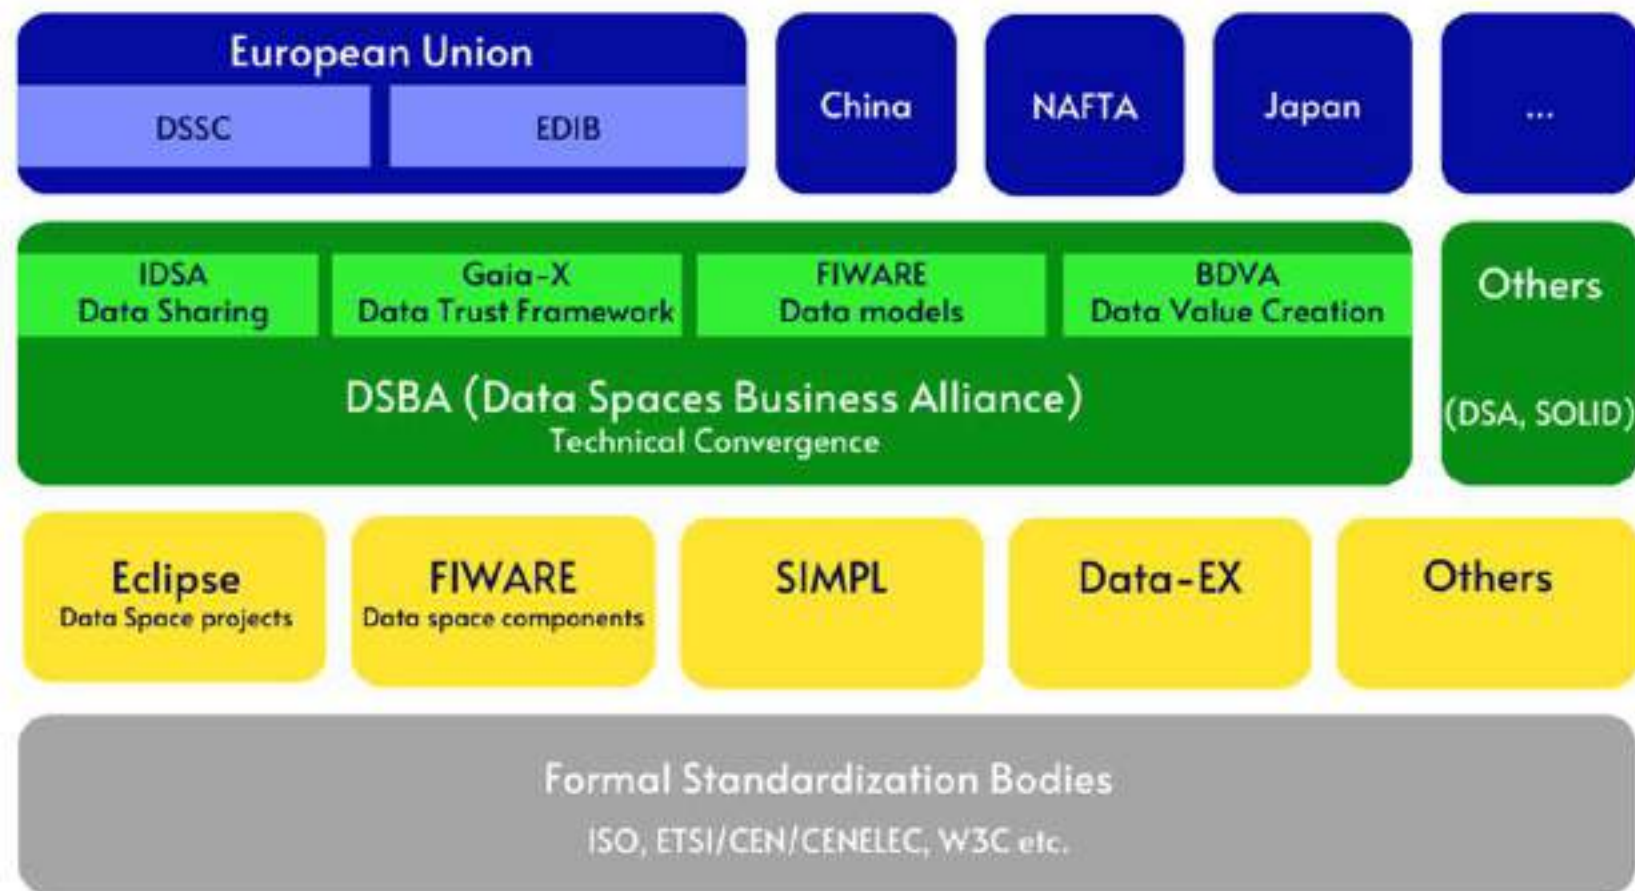 European Union
DSSC
EDIB
China
NAFTA
Japan
...
IDSA
Data Sharing
Gaia-X
Data Trust Framework
FIWARE
Data models
BDVA
Data Value Creation
DSBA (Data Spaces Business Alliance)
Technical Convergence
Others
(DSA, SOLID)
Eclipse
Data Space projects
FIWARE
Data space components
SIMPL
Data-EX
Others
Formal Standardization Bodies
ISO, ETSI/CEN/CENELEC, W3C etc.